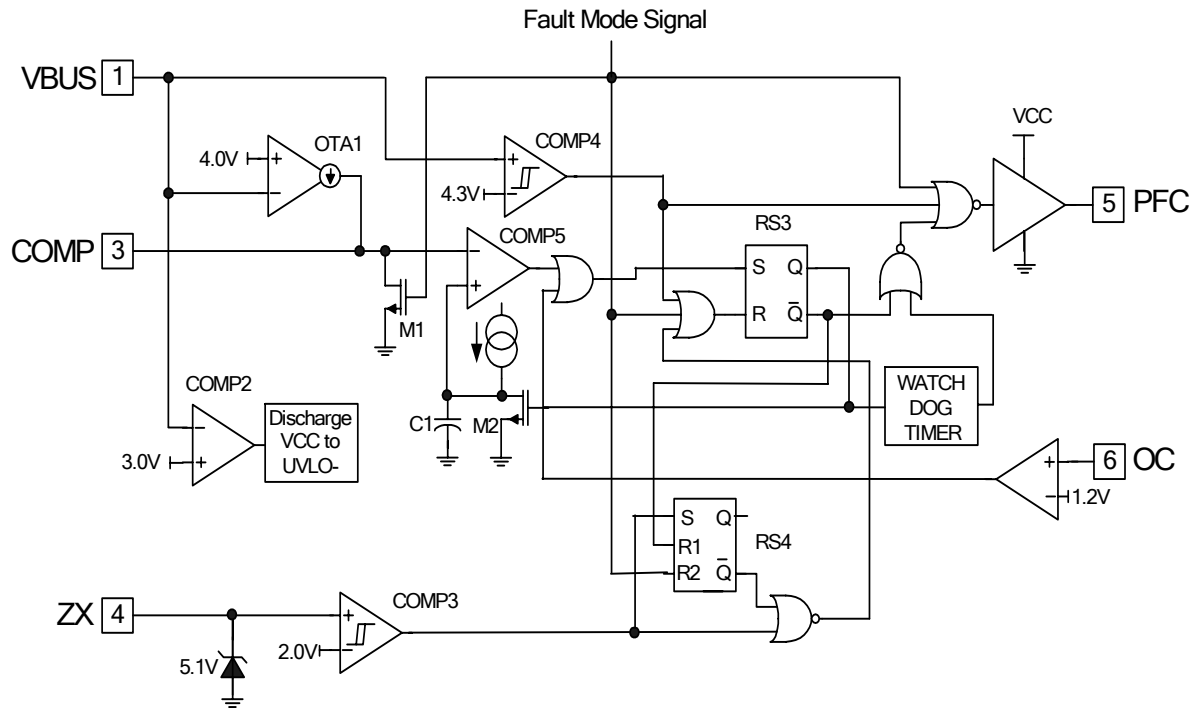 Fault Mode Signal
VBUS 1
VCC
OTA1
COMP4
4.0V
+
−
+
−
4.3V
5 PFC
RS3
COMP 3
COMP5
−
+
S Q
R Q
M1
COMP2
C1
M2
WATCH
DOG
TIMER
−
+
3.0V
Discharge
VCC to
UVLO-
+
−
6 OC
1.2V
S Q
R1
R2 Q
RS4
ZX 4
COMP3
+
−
2.0V
5.1V